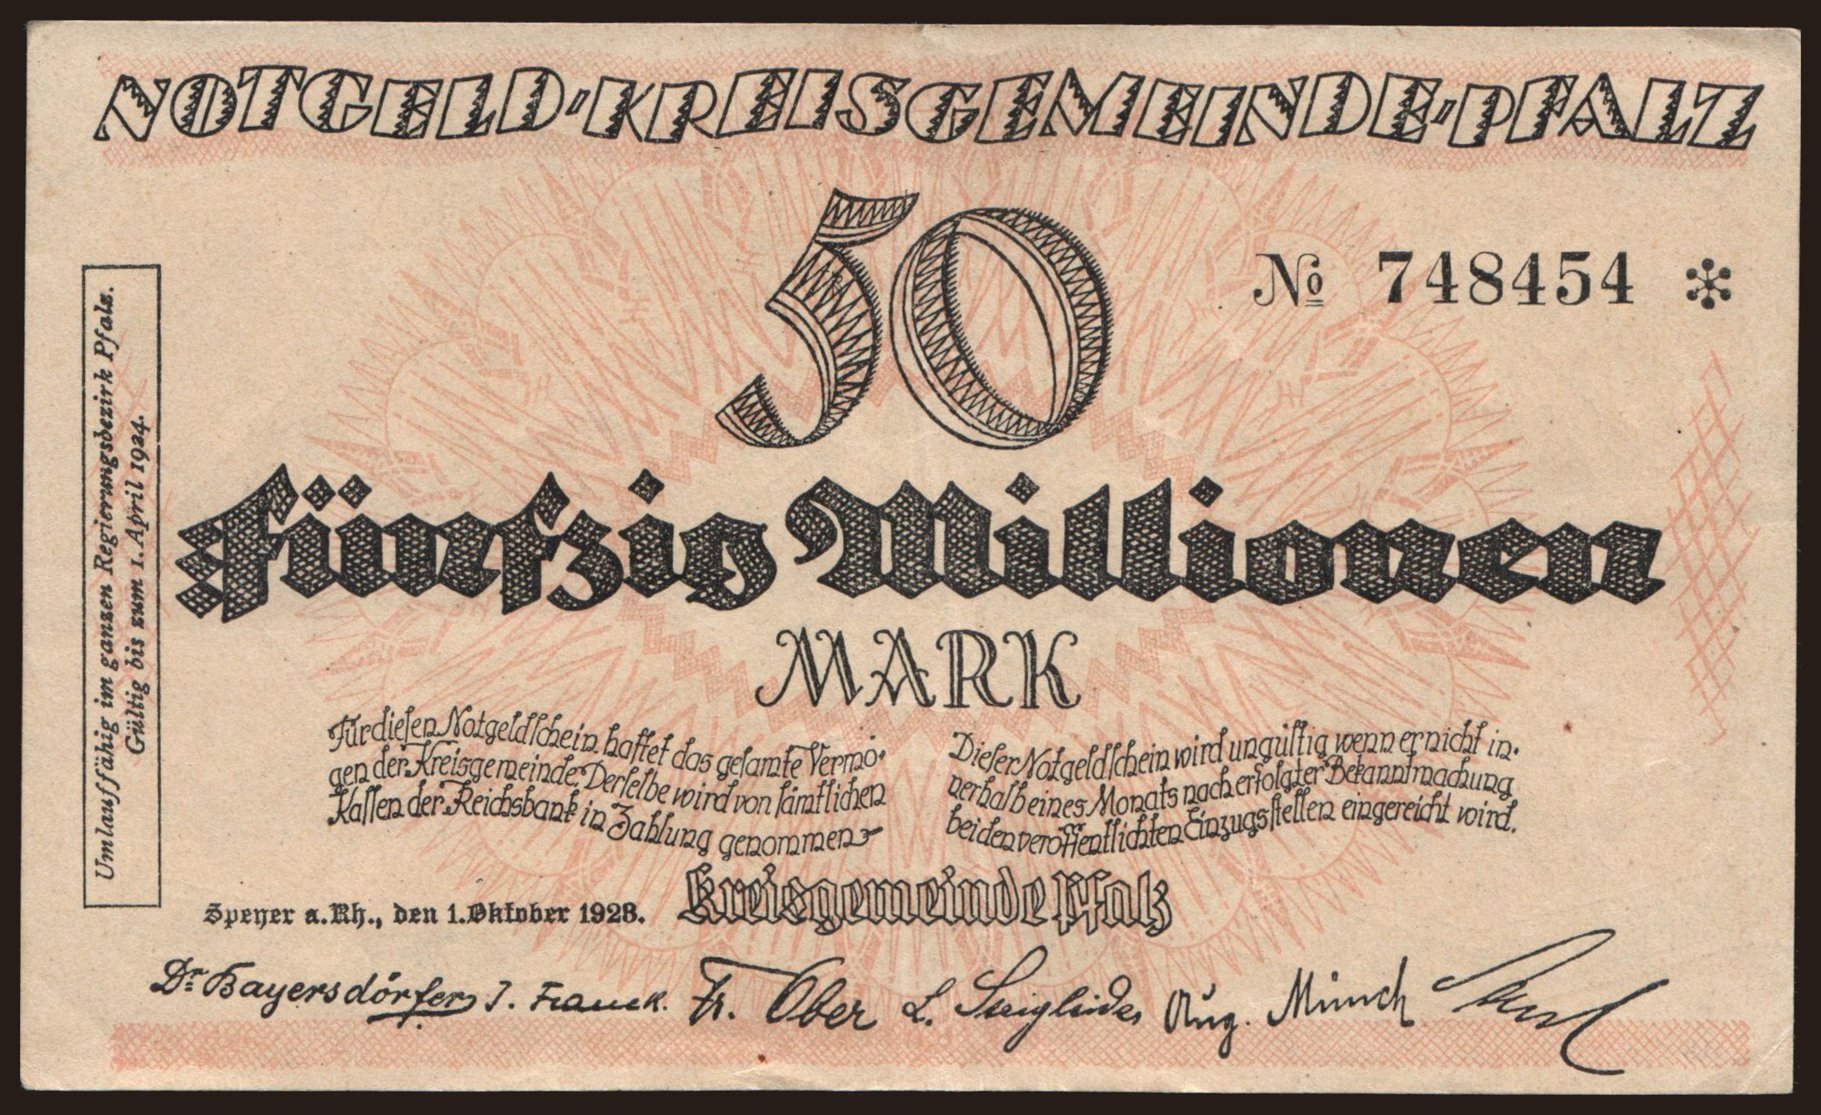 NOTGELD-KREISGEMEINDE-PFALZ
50
№ 748454 *
Umlauffähig im ganzen Regierungsbezirk Pfalz.
Gültig bis zum 1. April 1924.
Fünfzig Millionen
MARK
Für diesen Notgeldschein haftet das gesamte Vermö-
gen der Kreisgemeinde, Derselbe wird von sämtlichen
Kassen der Reichsbank in Zahlung genommen
Dieser Notgeldschein wird ungültig wenn er nicht in-
nerhalb eines Monats nach erfolgter Bekanntmachung
bei den veröffentlichten Einzugsstellen eingereicht wird.
Kreisgemeinde Pfalz
Speyer a. Rh., den 1. Oktober 1923.
Dr. Bayersdörfer J. Franck. Fr. Ober L. Aug. Münch